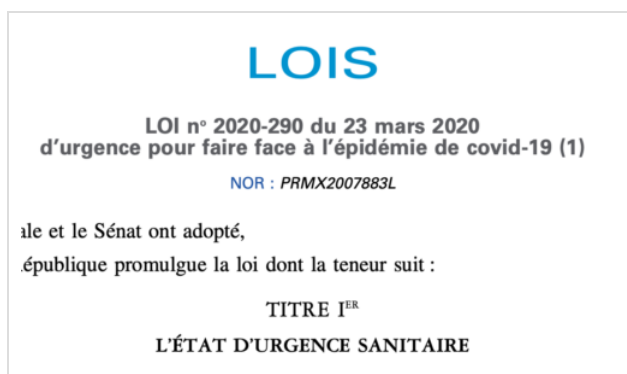 LOIS
LOI nº 2020-290 du 23 mars 2020
d’urgence pour faire face à l’épidémie de covid-19 (1)
NOR : PRMX2007883L
ale et le Sénat ont adopté,
épublique promulgue la loi dont la teneur suit :
TITRE IER
L’ÉTAT D’URGENCE SANITAIRE